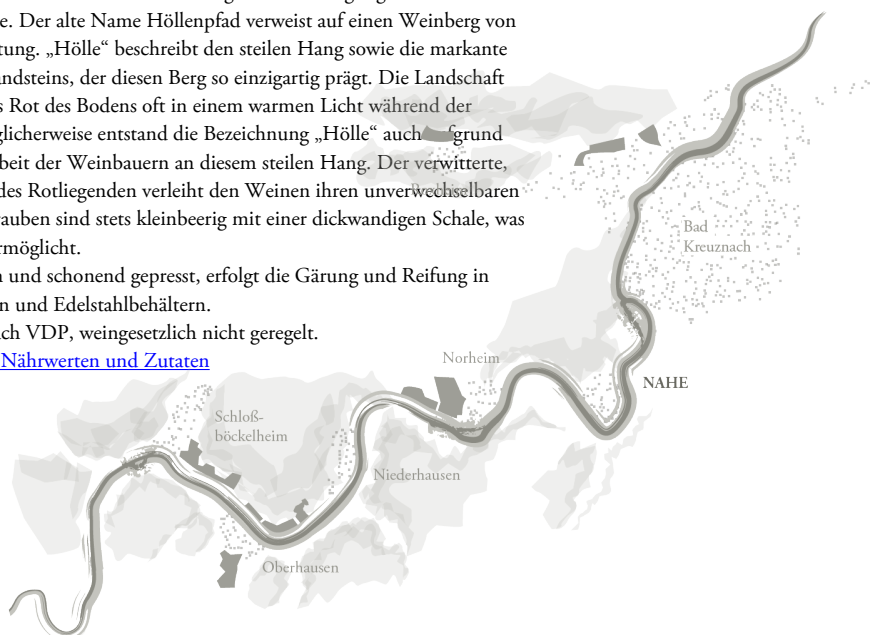 e. Der alte Name Höllenpfad verweist auf einen Weinberg von
tung. „Hölle“ beschreibt den steilen Hang sowie die markante
andsteins, der diesen Berg so einzigartig prägt. Die Landschaft
s Rot des Bodens oft in einem warmen Licht während der
glicherweise entstand die Bezeichnung „Hölle“ auch
beit der Weinbauern an diesem steilen Hang. Der verwitterte,
des Rotliegenden verleiht den Weinen ihren unverwechselbaren
rauben sind stets kleinbeerig mit einer dickwandigen Schale, was
rmöglicht.
n und schonend gepresst, erfolgt die Gärung und Reifung in
n und Edelstahlbehältern.
ch VDP, weingesetzlich nicht geregelt.
Nährwerten und Zutaten
Bad
Kreuznach
Norheim
NAHE
Schloß-
böckelheim
Niederhausen
Oberhausen